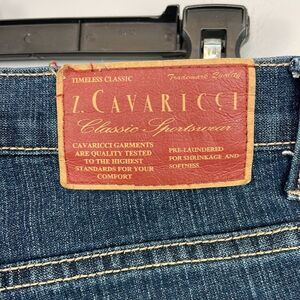 TIMELESS CLASSIC Trademark Quality
Z. CAVARICCI
Classic Sportswear
CAVARICCI GARMENTS
ARE QUALITY TESTED
TO THE HIGHEST
STANDARDS FOR YOUR
COMFORT
PRE-LAUNDERED
FOR SHRINKAGE AND
SOFTNESS